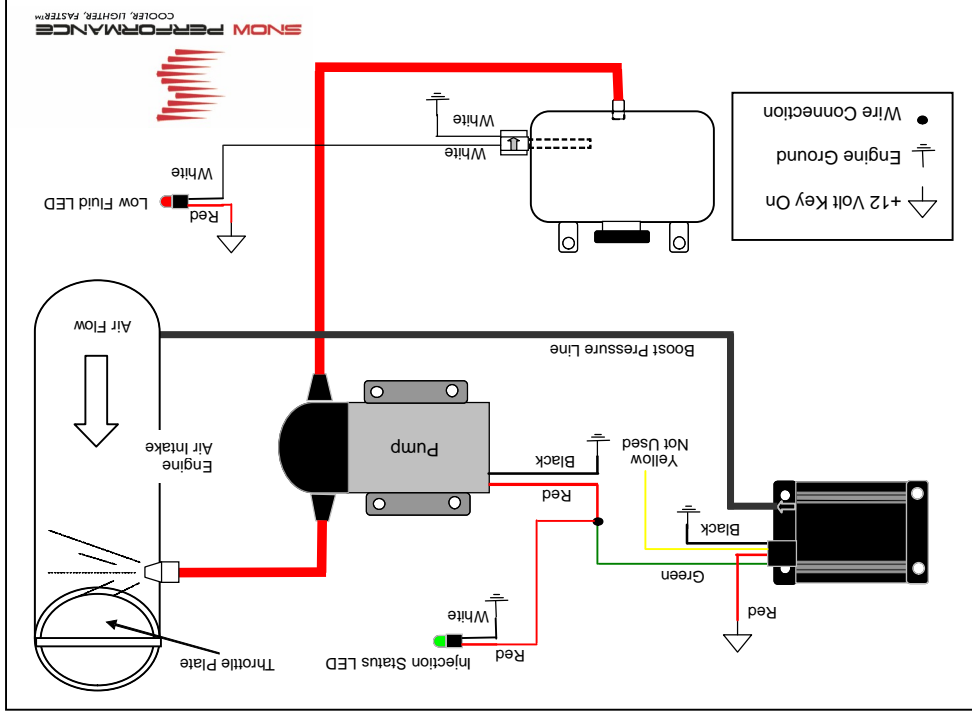 Red
Injection Status LED
Throttle Plate
Red
White
Green
Black
Red
Yellow
Not Used
Black
Pump
Engine
Air Intake
Boost Pressure Line
Air Flow
+12 Volt Key On
Engine Ground
Wire Connection
Red
Low Fluid LED
White
White
White
SNOW PERFORMANCE
COOLER, LIGHTER, FASTER™